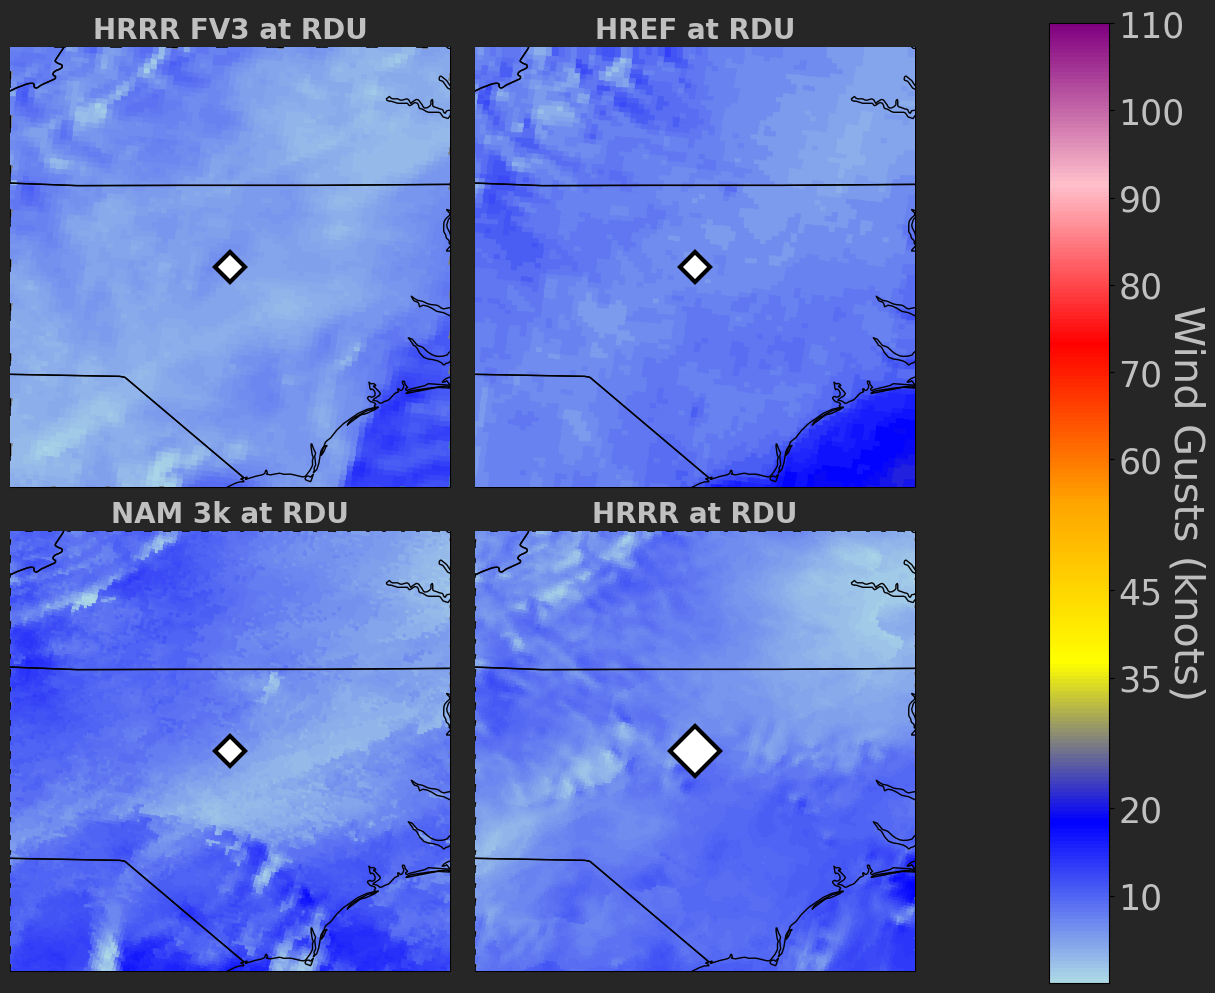 HRRR FV3 at RDU
HREF at RDU
NAM 3k at RDU
HRRR at RDU
110
100
90
80
70
60
45
35
20
10
Wind Gusts (knots)